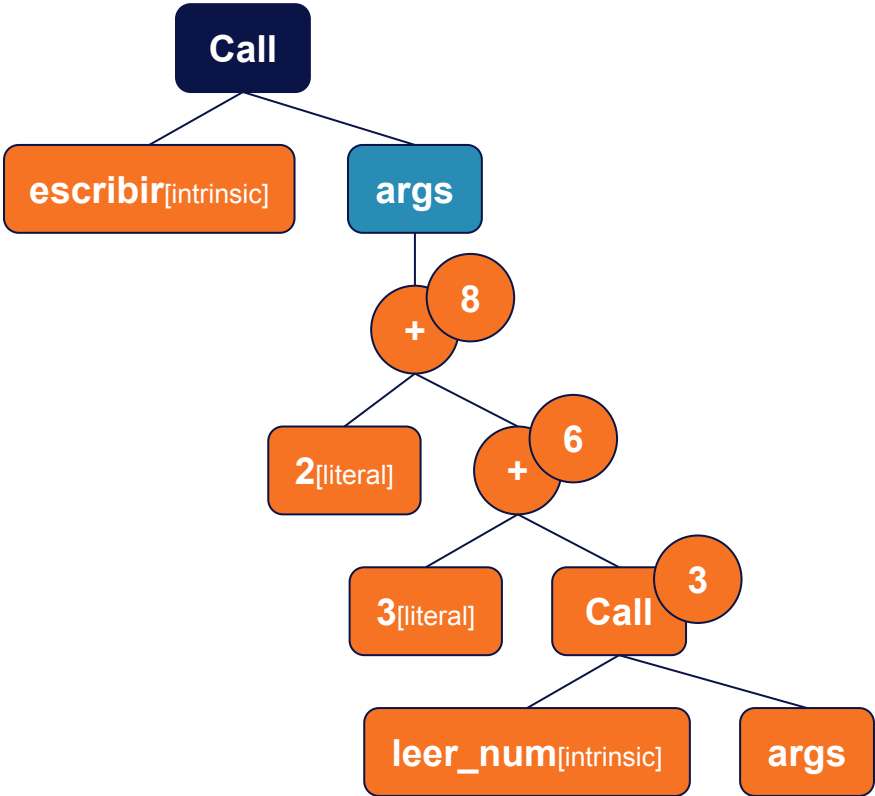 Call
escribir[intrinsic]
args
8
+
6
2[literal]
+
3
3[literal]
Call
leer_num[intrinsic]
args